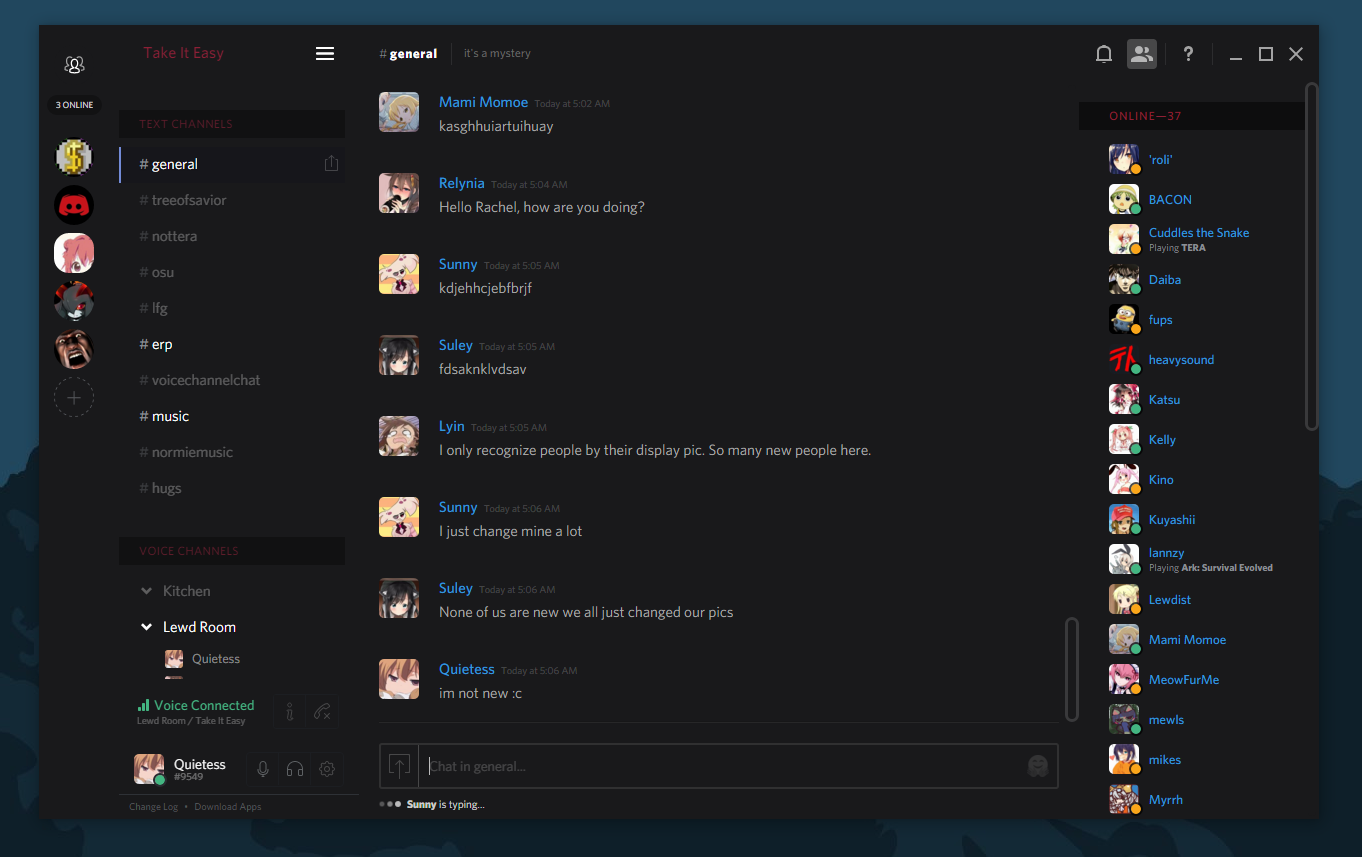 3 ONLINE
Take It Easy
TEXT CHANNELS
# general
# treeofsavior
# nottera
# osu
# lfg
# erp
# voicechannelchat
# music
# normiemusic
# hugs
VOICE CHANNELS
Kitchen
Lewd Room
Quietess
Voice Connected
Lewd Room / Take It Easy
Quietess
#9549
Change Log • Download Apps
# general it's a mystery
Mami Momoe Today at 5:02 AM
kasghhuiartuihuay
Relynia Today at 5:04 AM
Hello Rachel, how are you doing?
Sunny Today at 5:05 AM
kdjehhcjebfbrjf
Suley Today at 5:05 AM
fdsaknklvdsav
Lyin Today at 5:05 AM
I only recognize people by their display pic. So many new people here.
Sunny Today at 5:06 AM
I just change mine a lot
Suley Today at 5:06 AM
None of us are new we all just changed our pics
Quietess Today at 5:06 AM
im not new :c
Chat in general...
Sunny is typing...
ONLINE—37
'roli'
BACON
Cuddles the Snake
Playing TERA
Daiba
fups
heavysound
Katsu
Kelly
Kino
Kuyashii
lannzy
Playing Ark: Survival Evolved
Lewdist
Mami Momoe
MeowFurMe
mewls
mikes
Myrrh